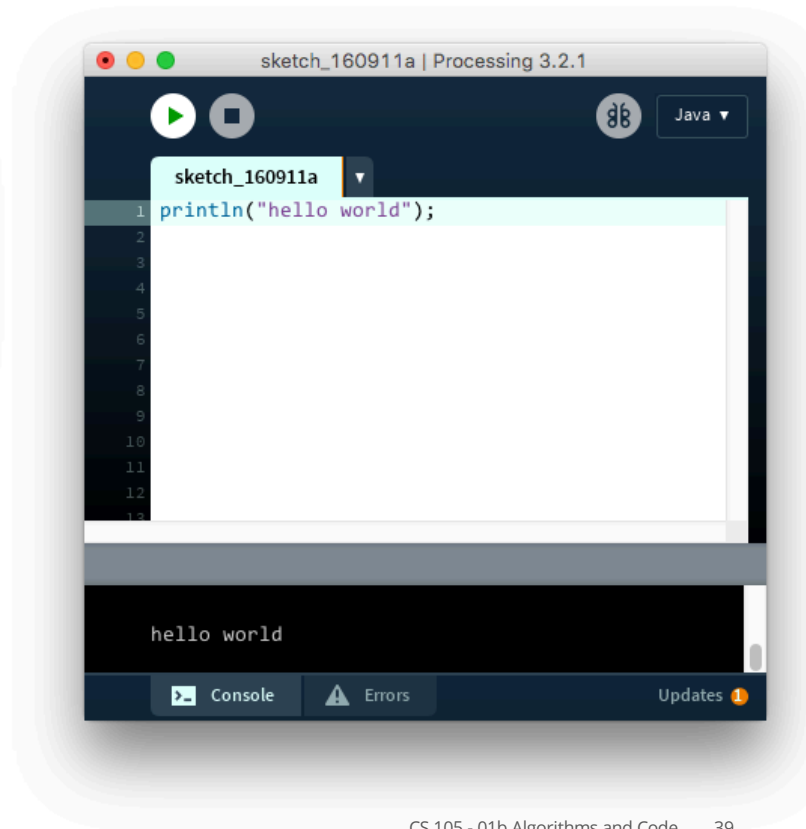 sketch_160911a | Processing 3.2.1
Java ▼
sketch_160911a ▼
1 println("hello world");
2
3
4
5
6
7
8
9
10
11
12
13
hello world
Console Errors Updates 1
CS 105 - 01b Algorithms and Code 39